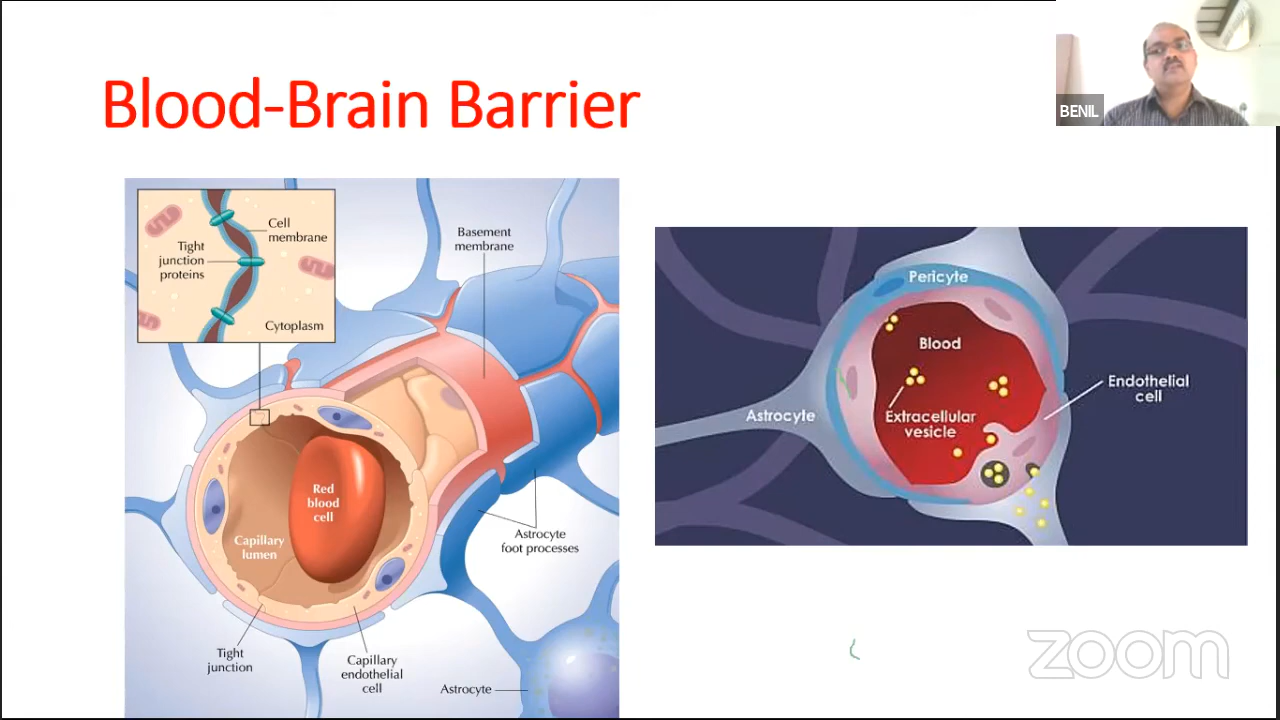 Blood-Brain Barrier
BENIL
Cell
membrane
Tight
junction
proteins
Cytoplasm
Basement
membrane
Red
blood
cell
Capillary
lumen
Astrocyte
foot processes
Tight
junction
Capillary
endothelial
cell
Astrocyte
Pericyte
Blood
Extracellular
vesicle
Astrocyte
Endothelial
cell
zoom